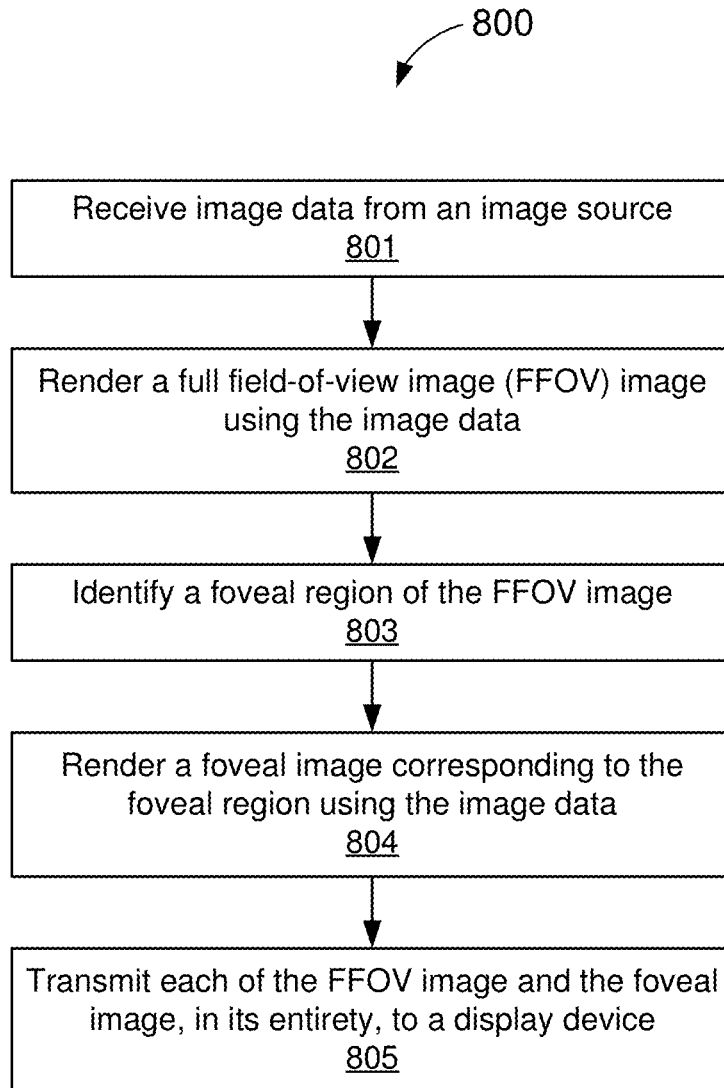 800
Receive image data from an image source
801
Render a full field-of-view image (FFOV) image
using the image data
802
Identify a foveal region of the FFOV image
803
Render a foveal image corresponding to the
foveal region using the image data
804
Transmit each of the FFOV image and the foveal
image, in its entirety, to a display device
805